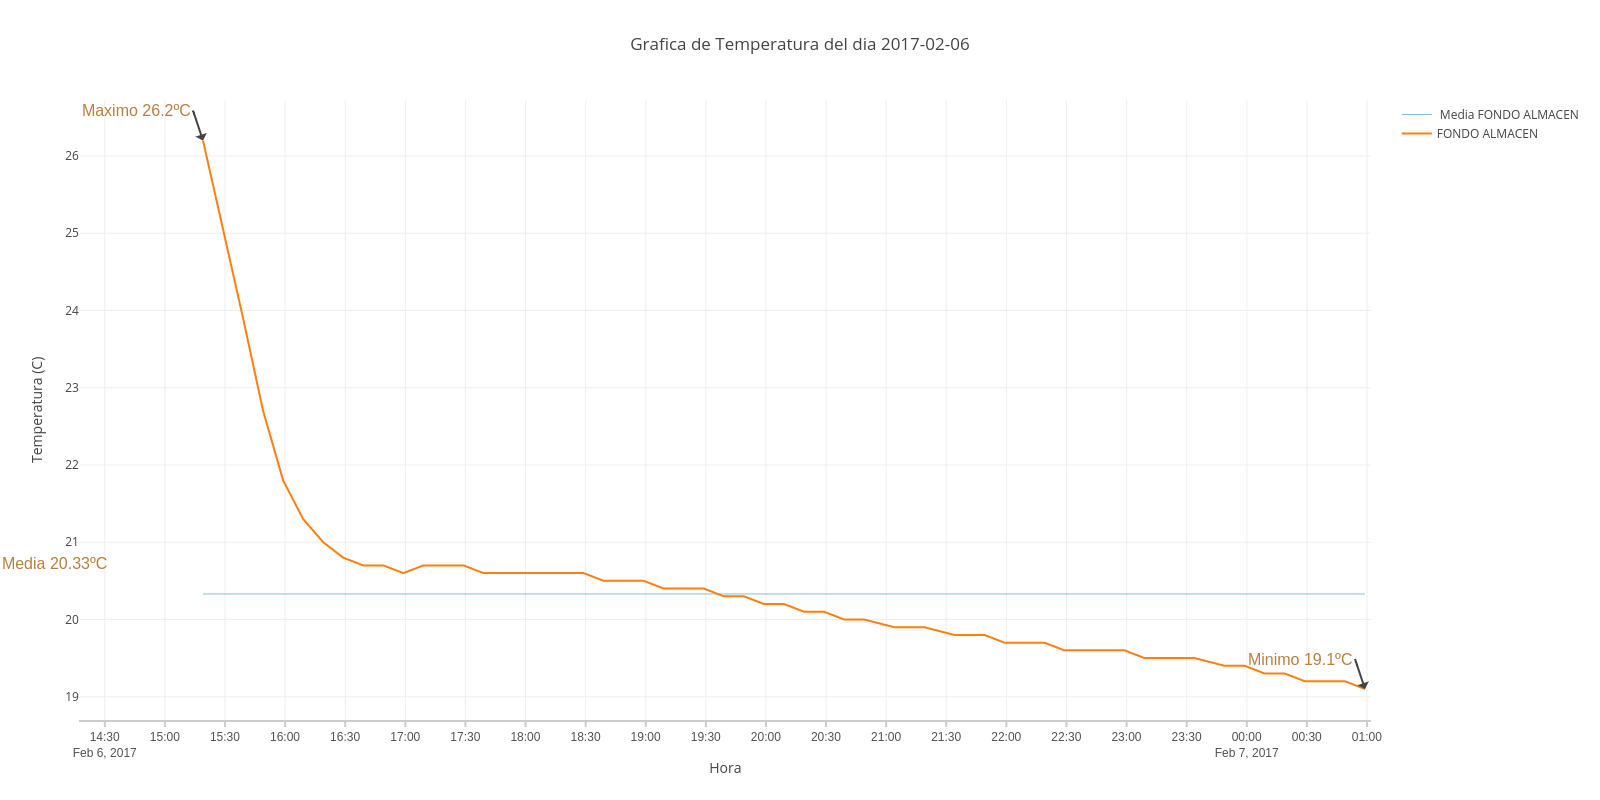 Grafica de Temperatura del dia 2017-02-06
Maximo 26.2ºC
Media FONDO ALMACEN
FONDO ALMACEN
26
25
24
23
22
21
20
19
Temperatura (C)
Media 20.33ºC
Minimo 19.1ºC
14:30 15:00 15:30 16:00 16:30 17:00 17:30 18:00 18:30 19:00 19:30 20:00 20:30 21:00 21:30 22:00 22:30 23:00 23:30 00:00 00:30 01:00
Feb 6, 2017 Feb 7, 2017
Hora